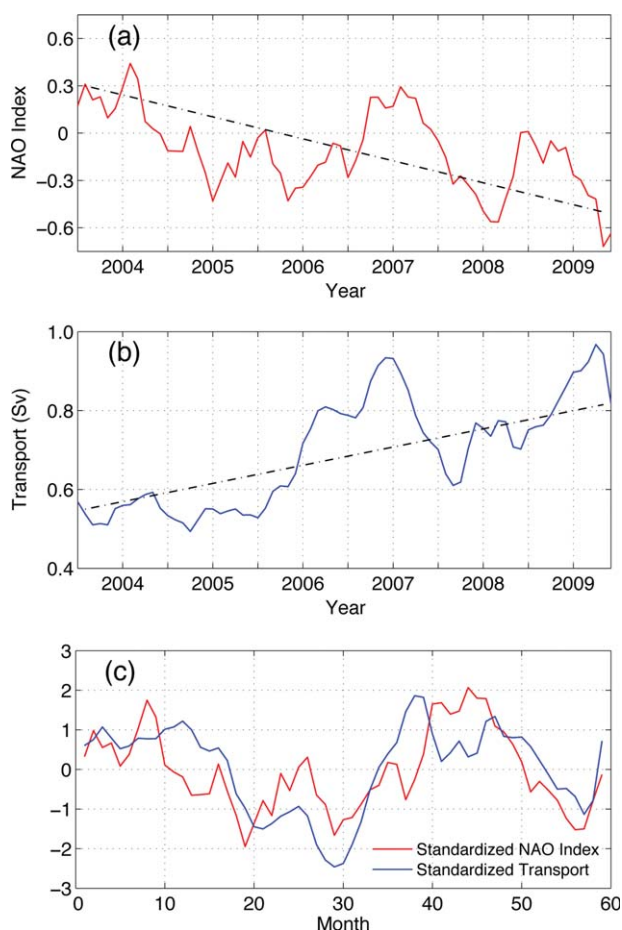 (a)
NAO Index
0.6
0.3
0
−0.3
−0.6
2004 2005 2006 2007 2008 2009
Year
(b)
Transport (Sv)
1.0
0.8
0.6
0.4
2004 2005 2006 2007 2008 2009
Year
(c)
3
2
1
0
−1
−2
−3
Standardized NAO Index
Standardized Transport
0 10 20 30 40 50 60
Month